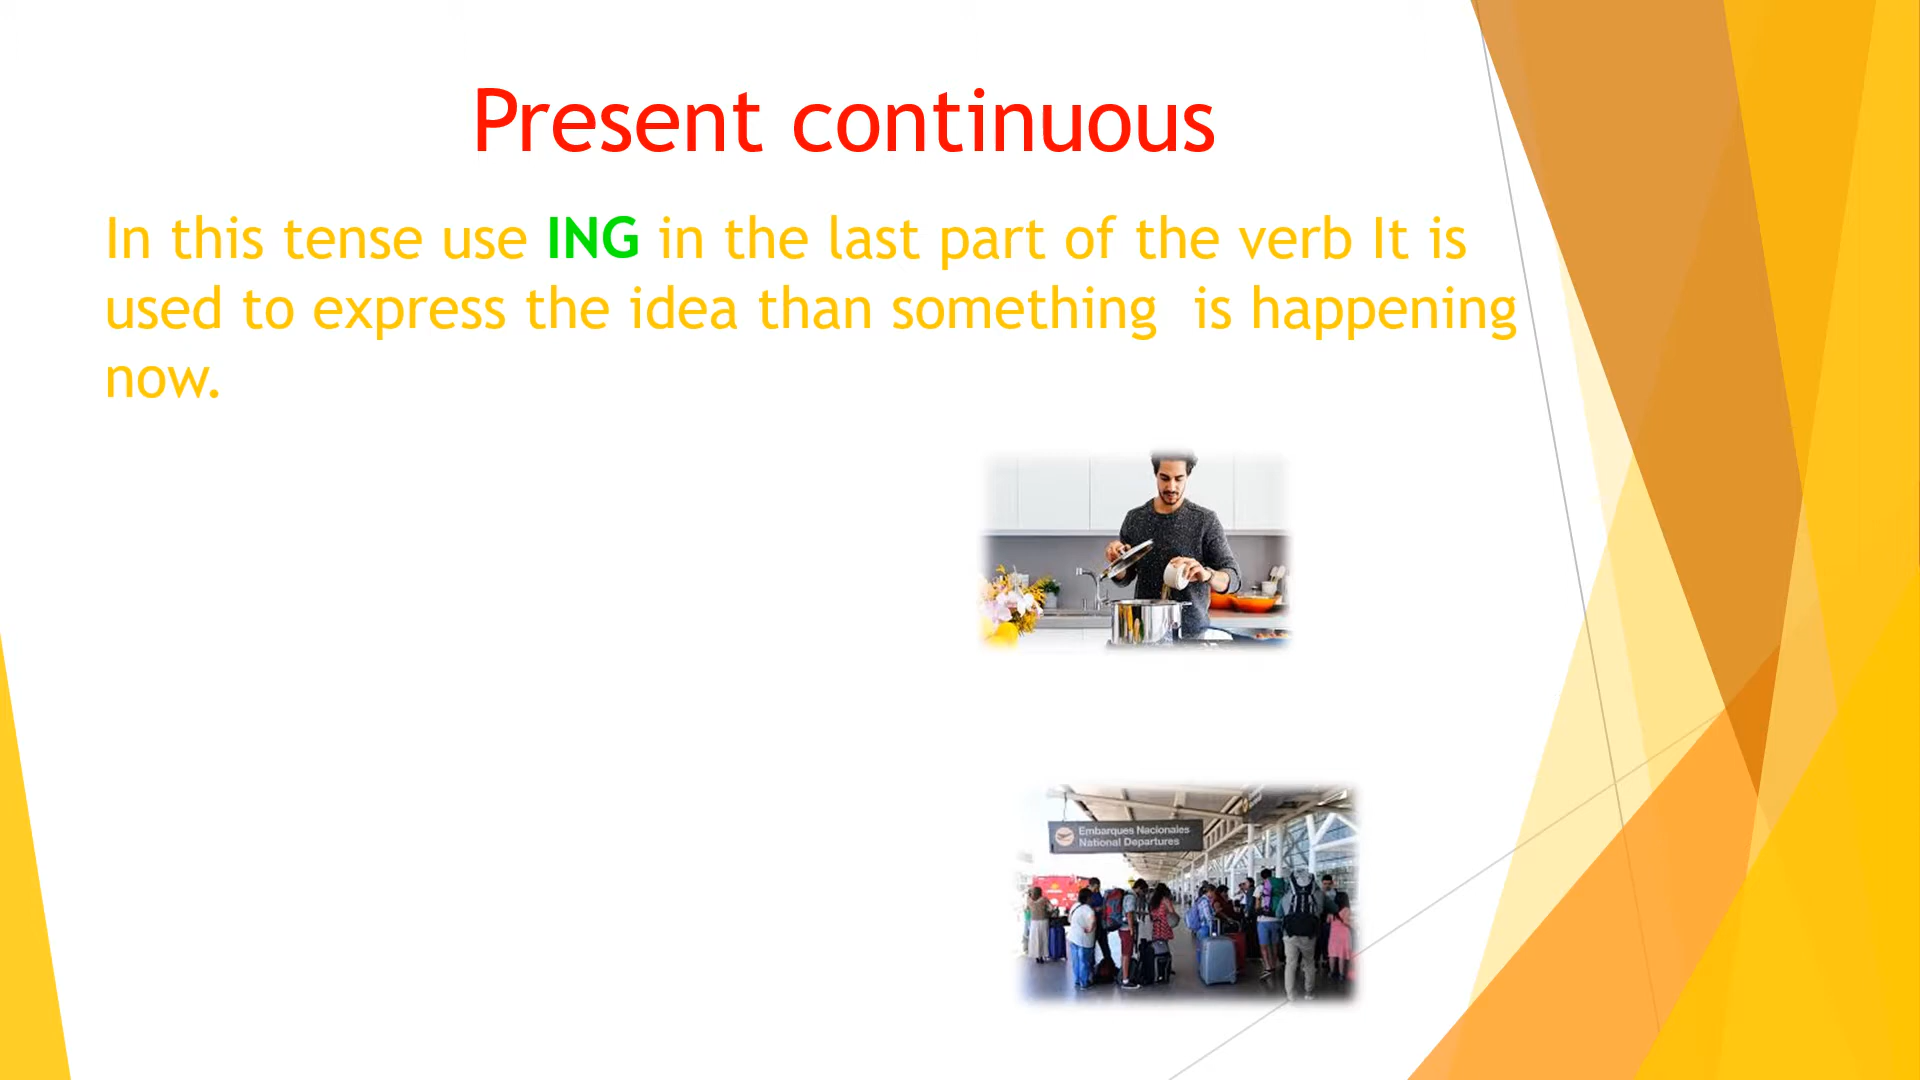 Present continuous
In this tense use ING in the last part of the verb It is
used to express the idea than something  is happening
now.
Embarques Nacionales
National Departures